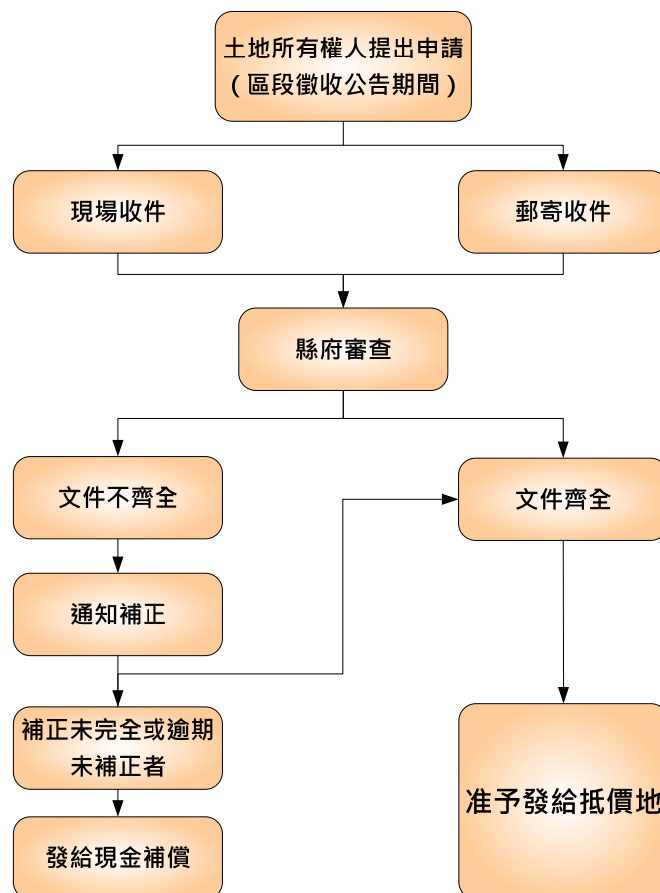 土地所有權人提出申請
（區段徵收公告期間）
現場收件
郵寄收件
縣府審查
文件不齊全
文件齊全
通知補正
補正未完全或逾期
未補正者
准予發給抵價地
發給現金補償